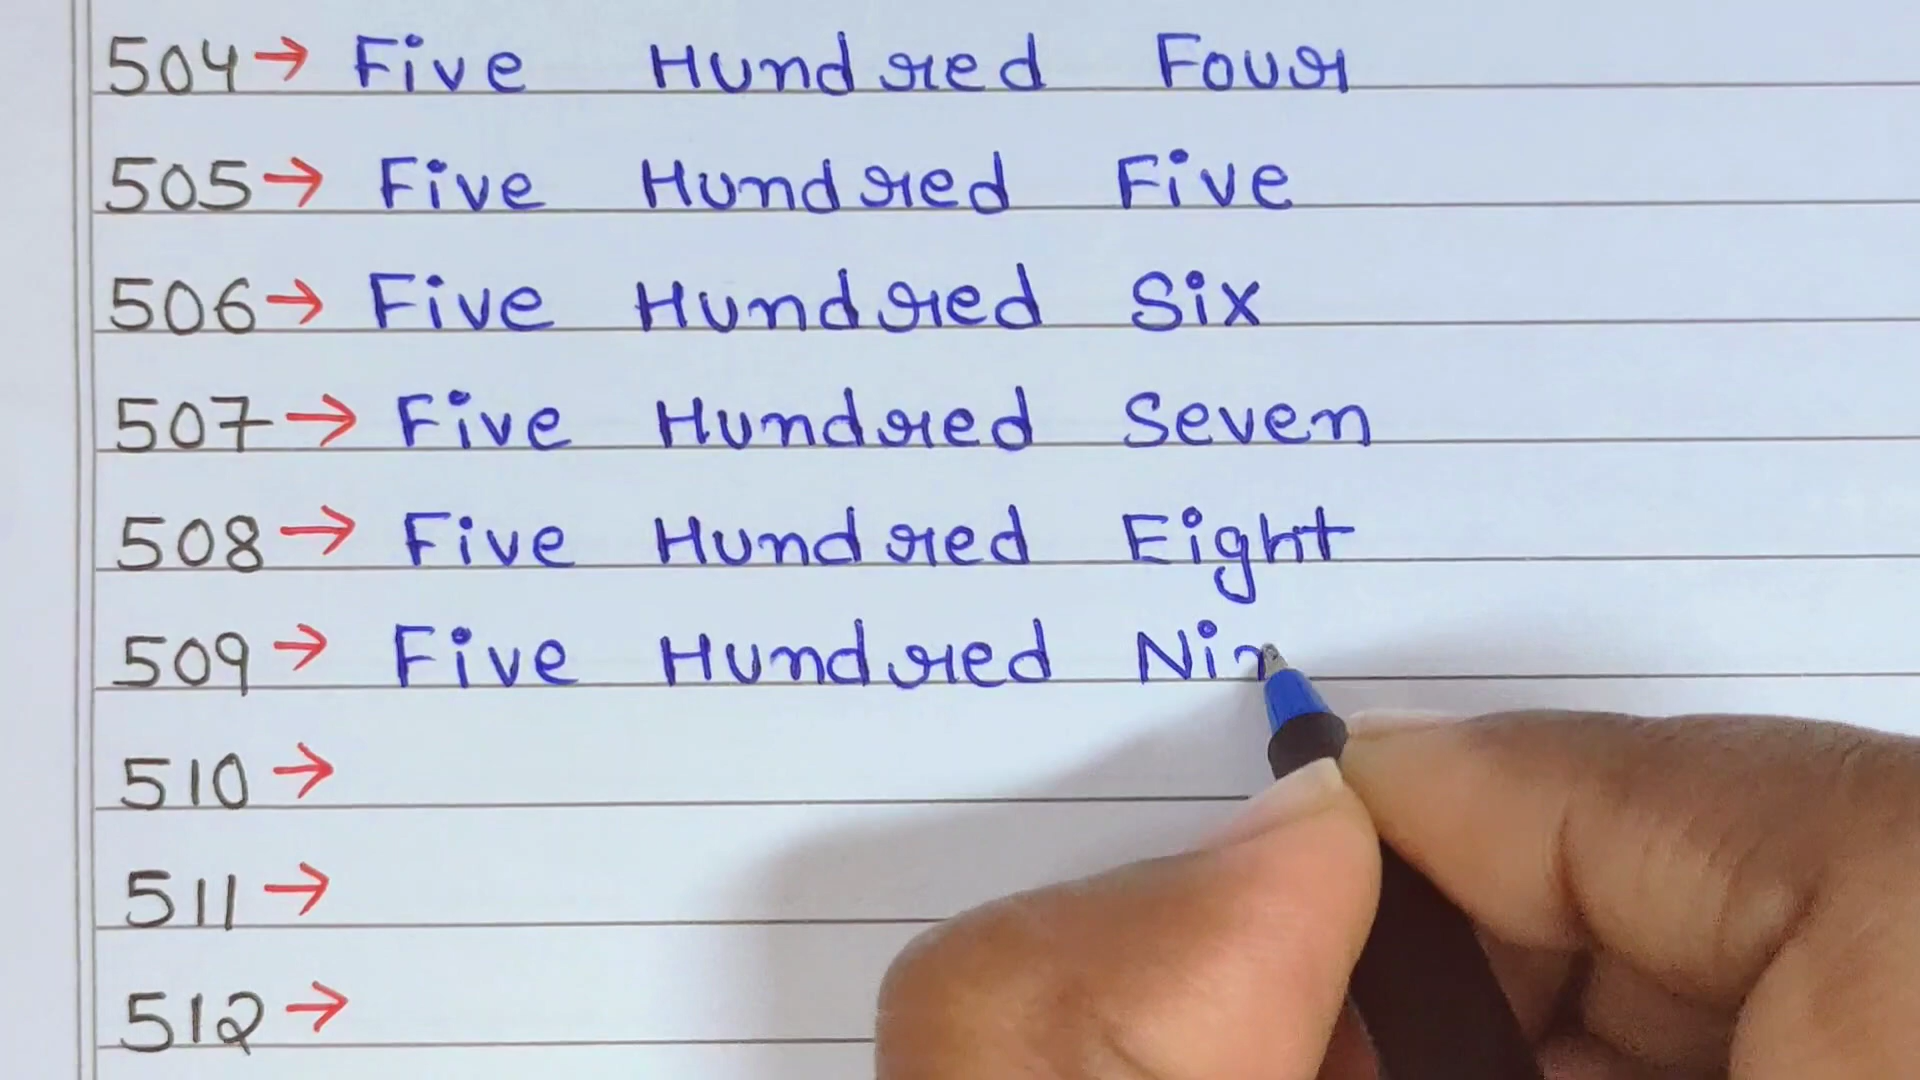 504→ Five Hundred Four
505→ Five Hundred Five
506→ Five Hundred Six
507→ Five Hundred Seven
508→ Five Hundred Eight
509→ Five Hundred Nin
510→
511→
512→